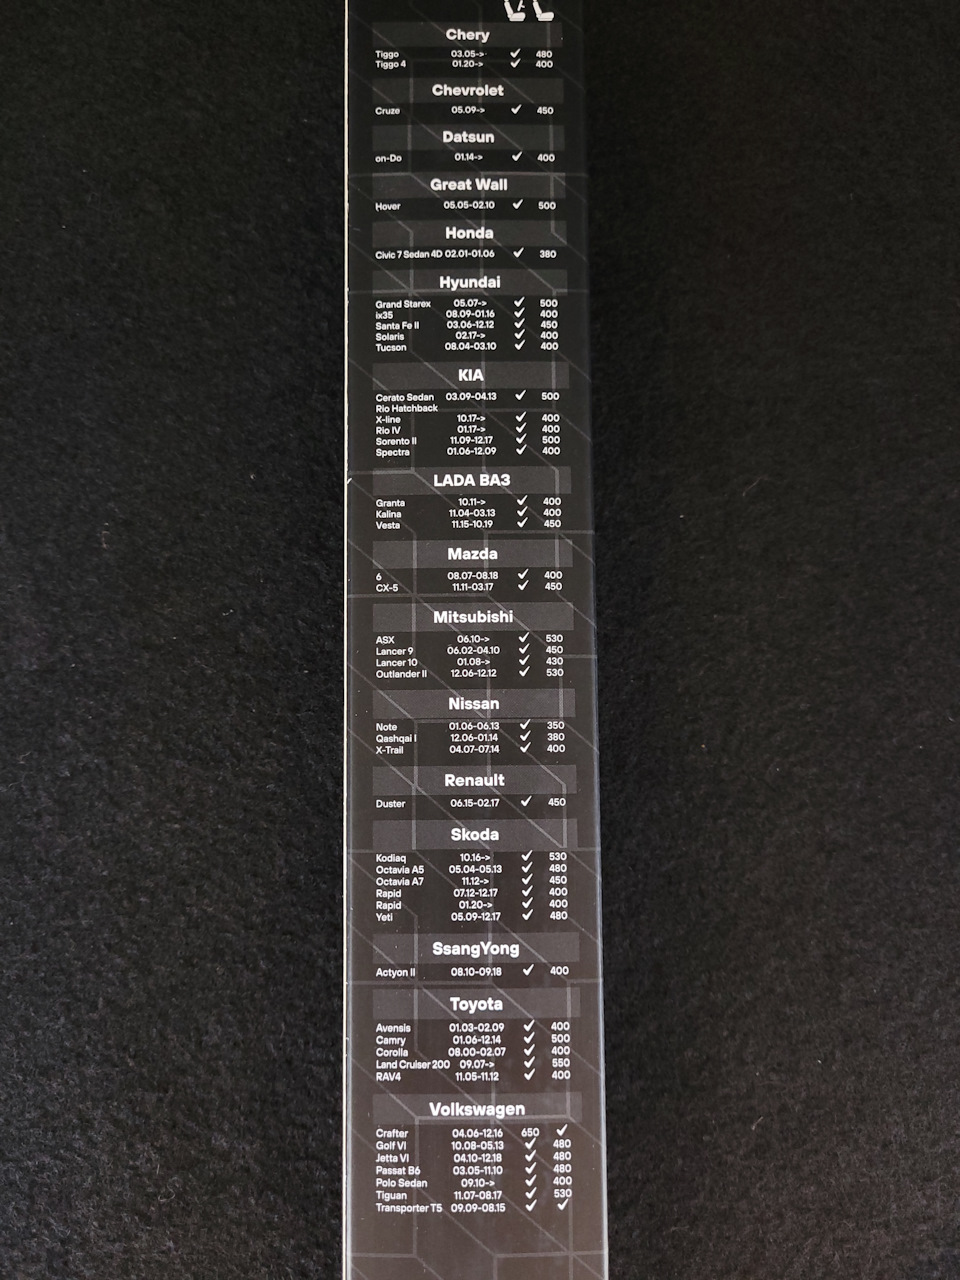 Chery
Tiggo 03.05-> ✓ 480
Tiggo 4 01.20-> ✓ 400
Chevrolet
Cruze 05.09-> ✓ 450
Datsun
on-Do 01.14-> ✓ 400
Great Wall
Hover 05.05-02.10 ✓ 500
Honda
Civic 7 Sedan 4D 02.01-01.06 ✓ 380
Hyundai
Grand Starex 05.07-> ✓ 500
ix35 08.09-01.16 ✓ 400
Santa Fe II 03.06-12.12 ✓ 450
Solaris 02.17-> ✓ 400
Tucson 08.04-03.10 ✓ 400
KIA
Cerato Sedan 03.09-04.13 ✓ 500
Rio Hatchback
X-line 10.17-> ✓ 400
Rio IV 01.17-> ✓ 400
Sorento II 11.09-12.17 ✓ 500
Spectra 01.06-12.09 ✓ 400
LADA ВАЗ
Granta 10.11-> ✓ 400
Kalina 11.04-03.13 ✓ 400
Vesta 11.15-10.19 ✓ 450
Mazda
6 08.07-08.18 ✓ 400
CX-5 11.11-03.17 ✓ 450
Mitsubishi
ASX 06.10-> ✓ 530
Lancer 9 06.02-04.10 ✓ 450
Lancer 10 01.08-> ✓ 430
Outlander II 12.06-12.12 ✓ 530
Nissan
Note 01.06-06.13 ✓ 350
Qashqai I 12.06-01.14 ✓ 380
X-Trail 04.07-07.14 ✓ 400
Renault
Duster 06.15-02.17 ✓ 450
Skoda
Kodiaq 10.16-> ✓ 530
Octavia A5 05.04-05.13 ✓ 480
Octavia A7 11.12-> ✓ 450
Rapid 07.12-12.17 ✓ 400
Rapid 01.20-> ✓ 400
Yeti 05.09-12.17 ✓ 480
SsangYong
Actyon II 08.10-09.18 ✓ 400
Toyota
Avensis 01.03-02.09 ✓ 400
Camry 01.06-12.14 ✓ 500
Corolla 08.00-02.07 ✓ 400
Land Cruiser 200 09.07-> ✓ 550
RAV4 11.05-11.12 ✓ 400
Volkswagen
Crafter 04.06-12.16 650 ✓
Golf VI 10.08-05.13 ✓ 480
Jetta VI 04.10-12.18 ✓ 480
Passat B6 03.05-11.10 ✓ 480
Polo Sedan 09.10-> ✓ 400
Tiguan 11.07-08.17 ✓ 530
Transporter T5 09.09-08.15 ✓ ✓